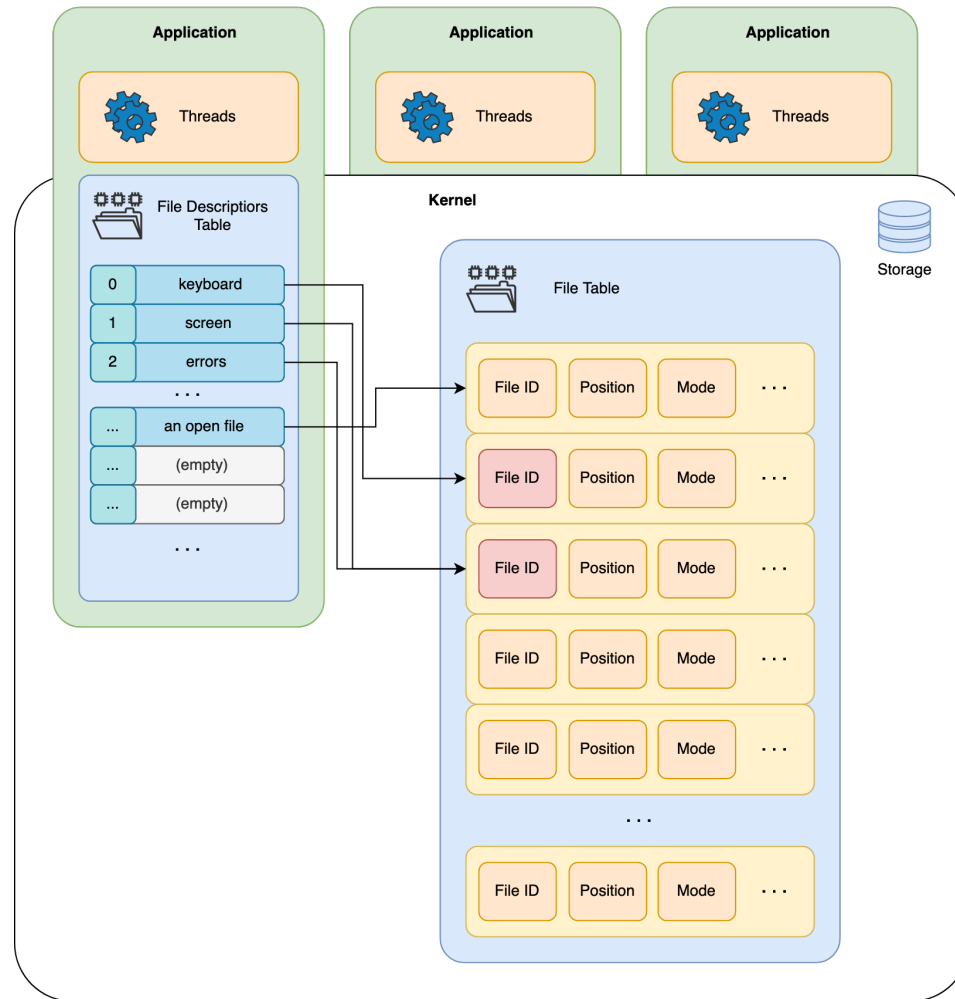 Application
Application
Application
Threads
Threads
Threads
Kernel
File Descriptiors
Table
Storage
File Table
0 keyboard
1 screen
2 errors
. . .
... an open file
... (empty)
... (empty)
. . .
File ID Position Mode . . .
File ID Position Mode . . .
File ID Position Mode . . .
File ID Position Mode . . .
File ID Position Mode . . .
. . .
File ID Position Mode . . .